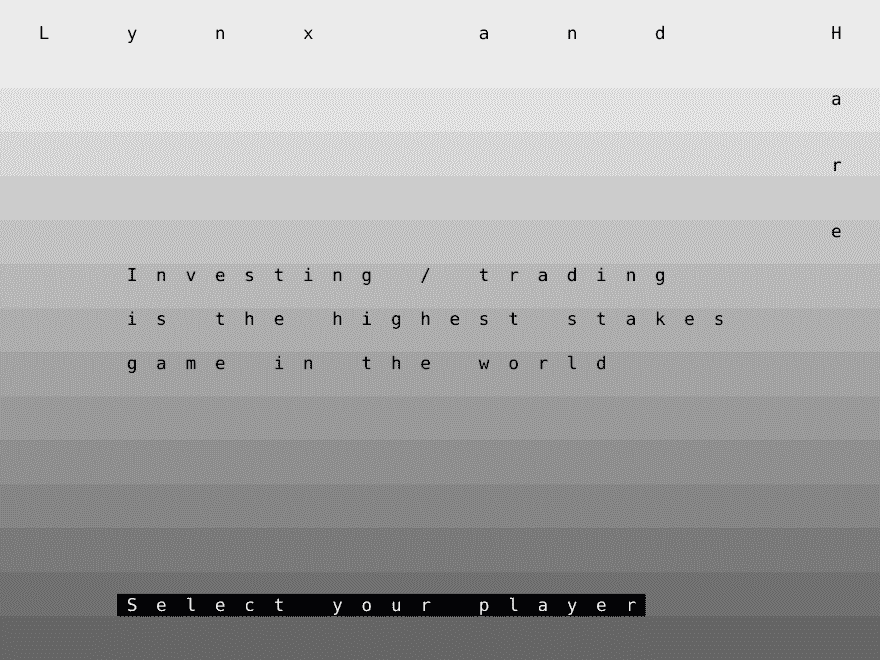 Lynx and Hare
Investing / trading
is the highest stakes
game in the world
Select your player